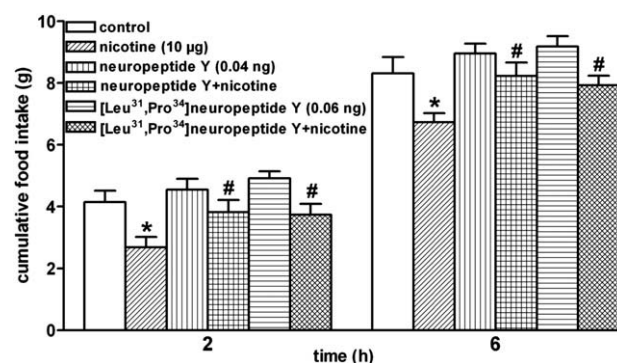 control
nicotine (10 µg)
neuropeptide Y (0.04 ng)
neuropeptide Y+nicotine
[Leu³¹,Pro³⁴]neuropeptide Y (0.06 ng)
[Leu³¹,Pro³⁴]neuropeptide Y+nicotine
cumulative food intake (g)
10
8
6
4
2
0
* # #
* # #
2 6
time (h)